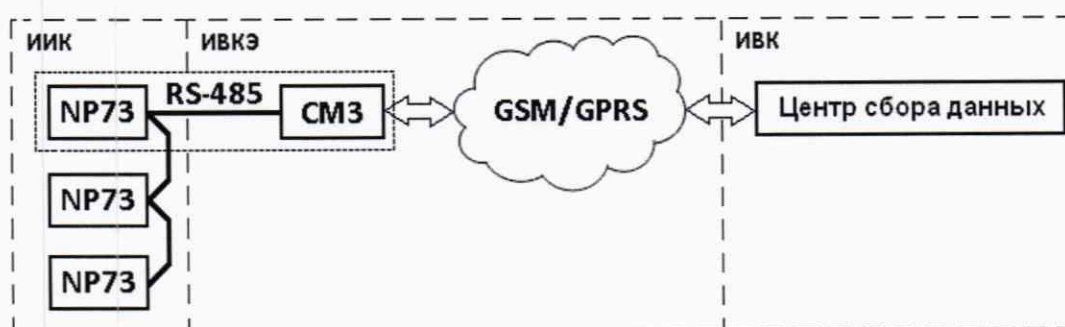 ИИК
ИВКЭ
ИВК
RS-485
NP73
СМ3
GSM/GPRS
Центр сбора данных
NP73
NP73